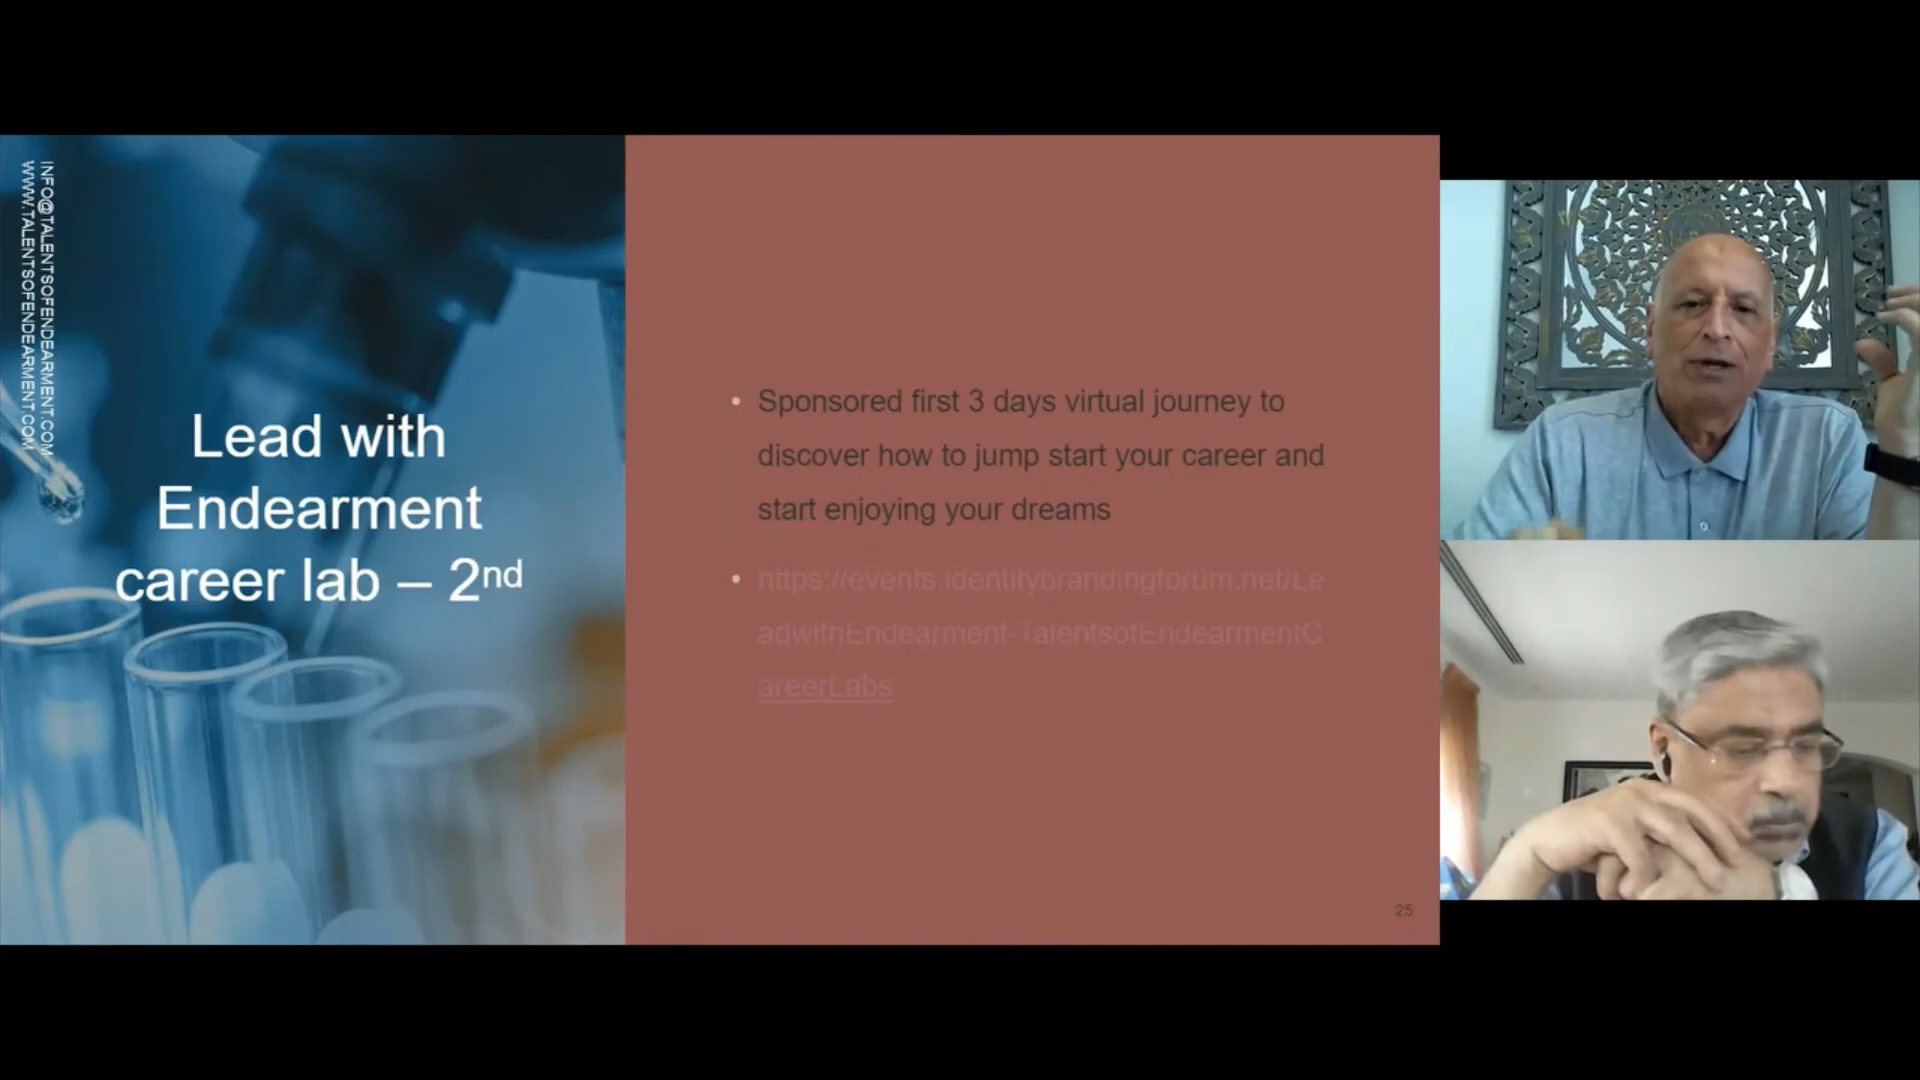 INFO@TALENTSOFENDEARMENT.COM
WWW.TALENTSOFENDEARMENT.COM
Lead with
Endearment
career lab – 2nd
• Sponsored first 3 days virtual journey to
discover how to jump start your career and
start enjoying your dreams
• https://events.identitybrandingforum.net/Le
adwithEndearment-TalentsofEndearmentC
areerLabs
25